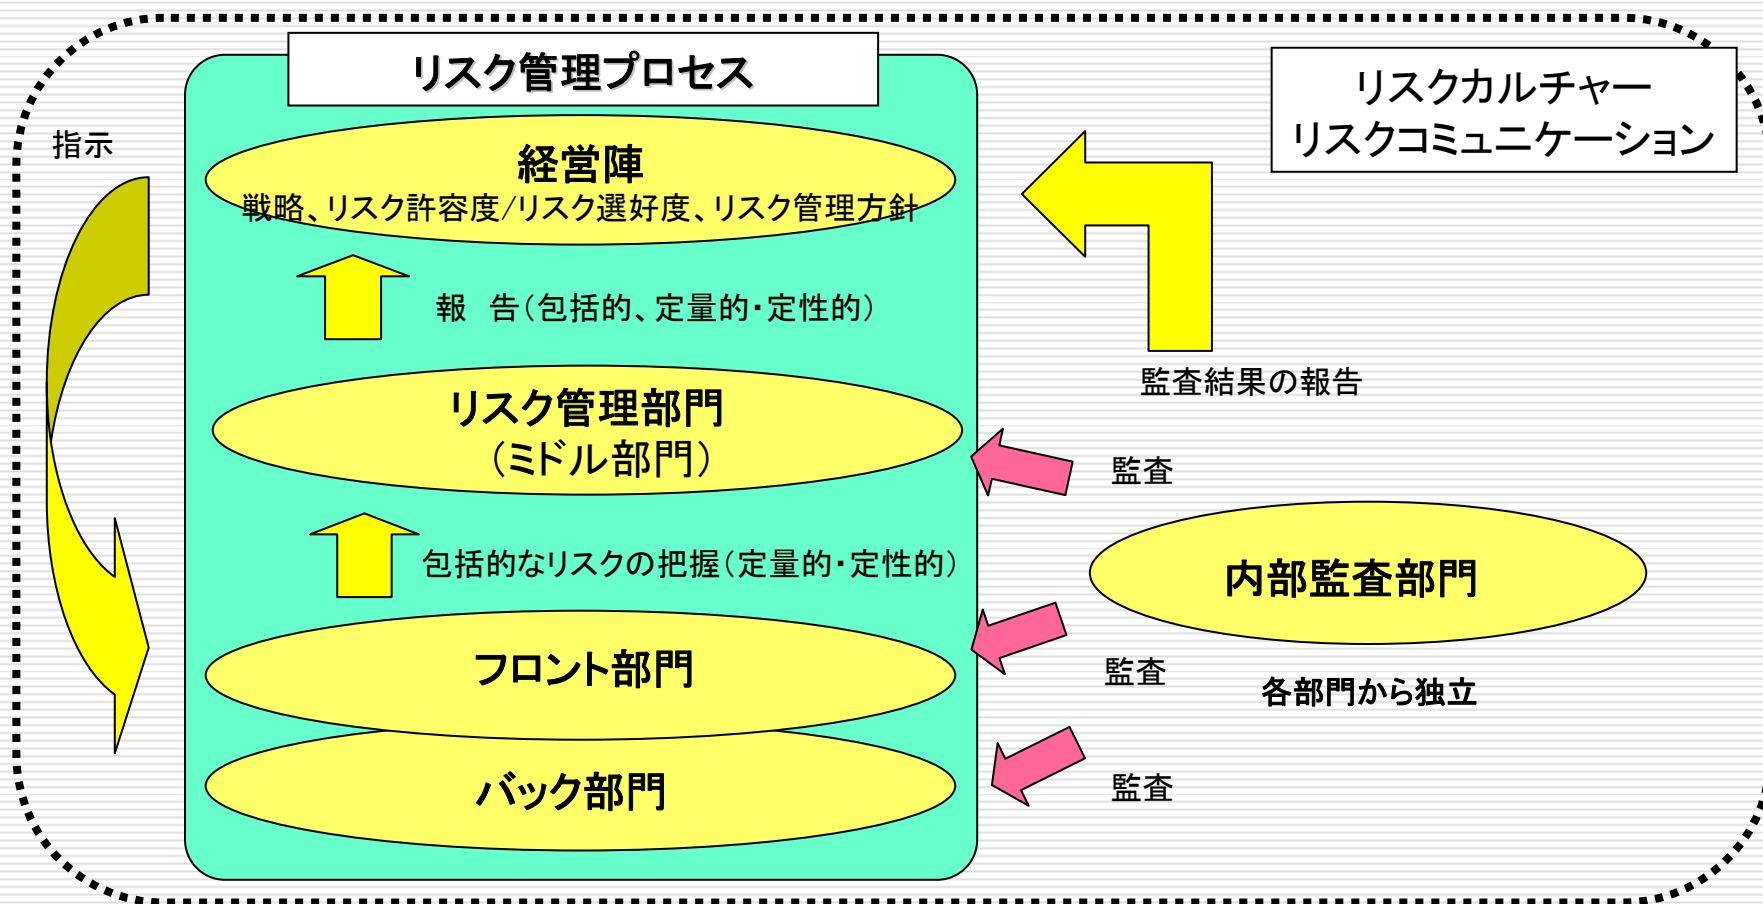 リスク管理プロセス
リスクカルチャー
リスクコミュニケーション
指示
経営陣
戦略、リスク許容度/リスク選好度、リスク管理方針
報　告（包括的、定量的・定性的）
監査結果の報告
リスク管理部門
（ミドル部門）
監査
包括的なリスクの把握（定量的・定性的）
内部監査部門
フロント部門
監査
各部門から独立
バック部門
監査